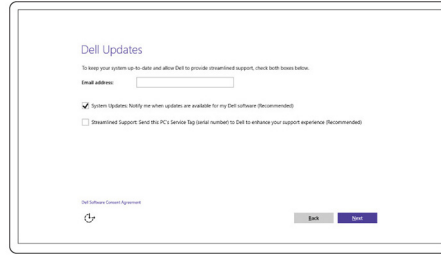 Dell Updates
To keep your system up-to-date and allow Dell to provide streamlined support, check both boxes below.
Email address:
System Updates: Notify me when updates are available for my Dell software (Recommended)
Streamlined Support: Send this PC's Service Tag (serial number) to Dell to enhance your support experience (Recommended)
Dell Software Consent Agreement
Back Next